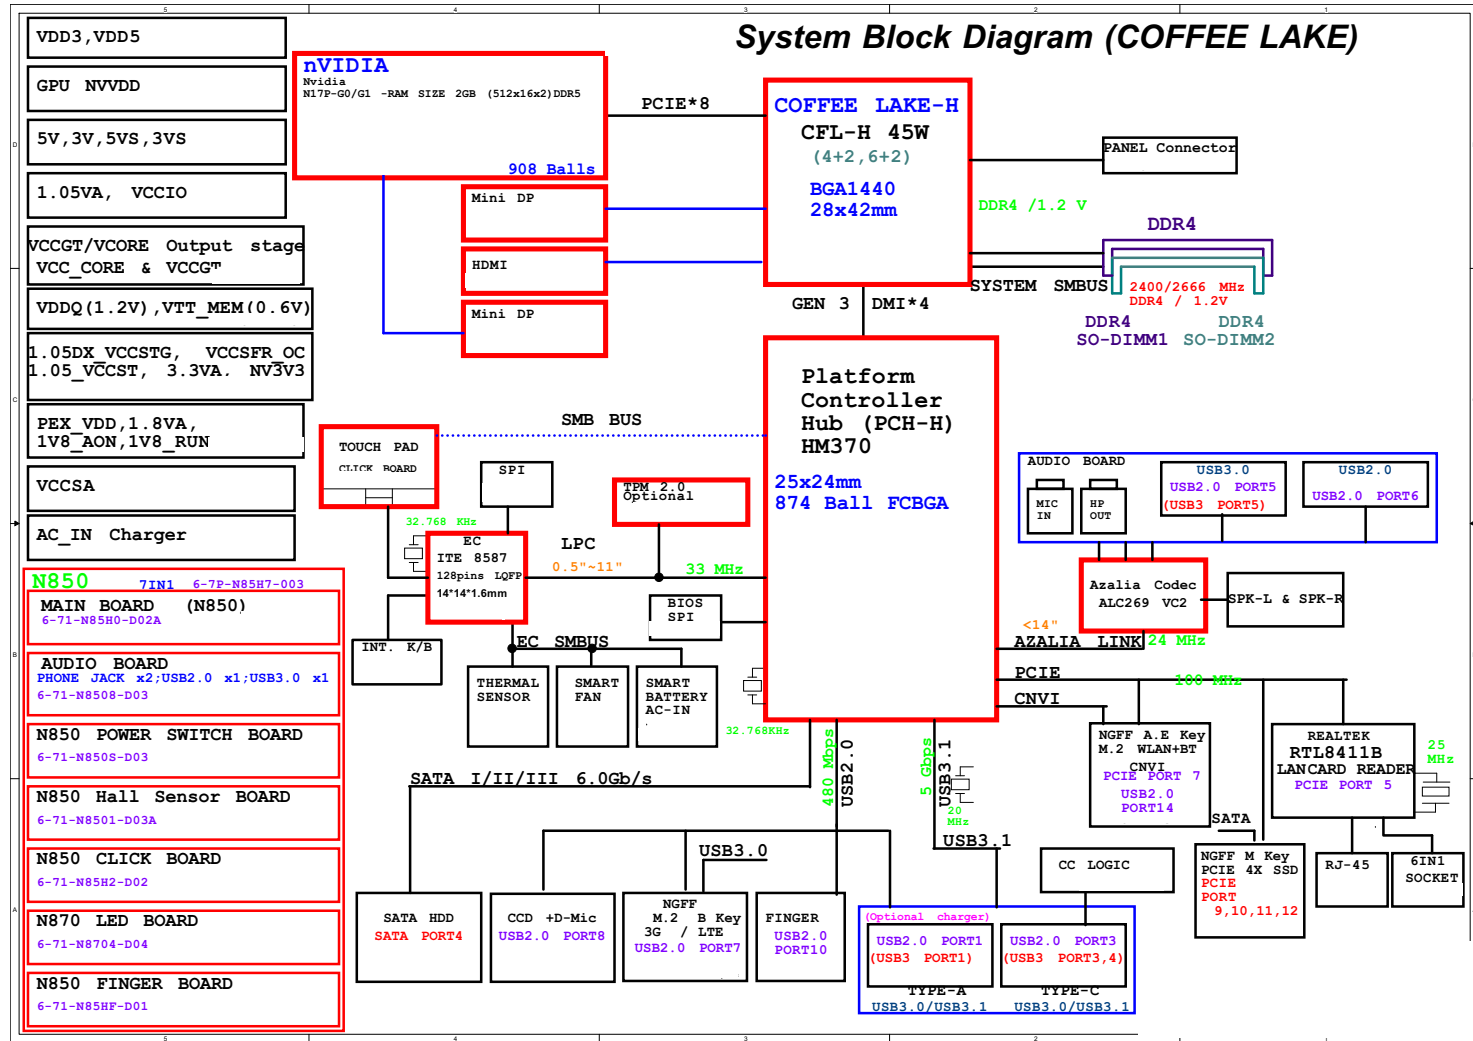 System Block Diagram (COFFEE LAKE)
5
4
3
2
1
VDD3,VDD5
GPU NVVDD
5V,3V,5VS,3VS
1.05VA, VCCIO
VCCGT/VCORE Output stage
VCC_CORE & VCCGT
VDDQ(1.2V),VTT_MEM(0.6V)
1.05DX_VCCSTG, VCCSFR_OC
1.05_VCCST, 3.3VA. NV3V3
PEX_VDD,1.8VA,
1V8_AON,1V8_RUN
VCCSA
AC_IN Charger
N850
7IN1
6-7P-N85H7-003
MAIN BOARD (N850)
6-71-N85H0-D02A
AUDIO BOARD
PHONE JACK x2;USB2.0 x1;USB3.0 x1
6-71-N8508-D03
N850 POWER SWITCH BOARD
6-71-N850S-D03
N850 Hall Sensor BOARD
6-71-N8501-D03A
N850 CLICK BOARD
6-71-N85H2-D02
N870 LED BOARD
6-71-N8704-D04
N850 FINGER BOARD
6-71-N85HF-D01
nVIDIA
Nvidia
N17P-G0/G1 -RAM SIZE 2GB (512x16x2)DDR5
908 Balls
PCIE*8
Mini DP
HDMI
Mini DP
COFFEE LAKE-H
CFL-H 45W
(4+2,6+2)
BGA1440
28x42mm
PANEL Connector
DDR4 /1.2 V
DDR4
SYSTEM SMBUS
2400/2666 MHz
DDR4 / 1.2V
DDR4
SO-DIMM1
DDR4
SO-DIMM2
GEN 3 DMI*4
Platform
Controller
Hub (PCH-H)
HM370
25x24mm
874 Ball FCBGA
SMB BUS
TOUCH PAD
CLICK BOARD
SPI
TPM 2.0
Optional
32.768 KHz
EC
ITE 8587
128pins LQFP
14*14*1.6mm
LPC
0.5"~11"
33 MHz
BIOS
SPI
INT. K/B
EC SMBUS
THERMAL
SENSOR
SMART
FAN
SMART
BATTERY
AC-IN
32.768KHz
AUDIO BOARD
MIC
IN
HP
OUT
USB3.0
USB2.0 PORT5
(USB3 PORT5)
USB2.0
USB2.0 PORT6
Azalia Codec
ALC269 VC2
SPK-L & SPK-R
<14"
AZALIA LINK
24 MHz
PCIE
100 MHz
CNVI
NGFF A.E Key
M.2 WLAN+BT
CNVI
PCIE PORT 7
USB2.0
PORT14
REALTEK
RTL8411B
LANCARD READER
PCIE PORT 5
25
MHz
SATA I/II/III 6.0Gb/s
480 Mbps
USB2.0
5 Gbps
USB3.1
20
MHz
USB3.1
USB3.0
SATA
SATA HDD
SATA PORT4
CCD +D-Mic
USB2.0 PORT8
NGFF
M.2 B Key
3G / LTE
USB2.0 PORT7
FINGER
USB2.0
PORT10
CC LOGIC
(Optional charger)
USB2.0 PORT1
(USB3 PORT1)
TYPE-A
USB3.0/USB3.1
USB2.0 PORT3
(USB3 PORT3,4)
TYPE-C
USB3.0/USB3.1
NGFF M Key
PCIE 4X SSD
PCIE
PORT
9,10,11,12
RJ-45
6IN1
SOCKET
D
C
B
A
5
4
3
2